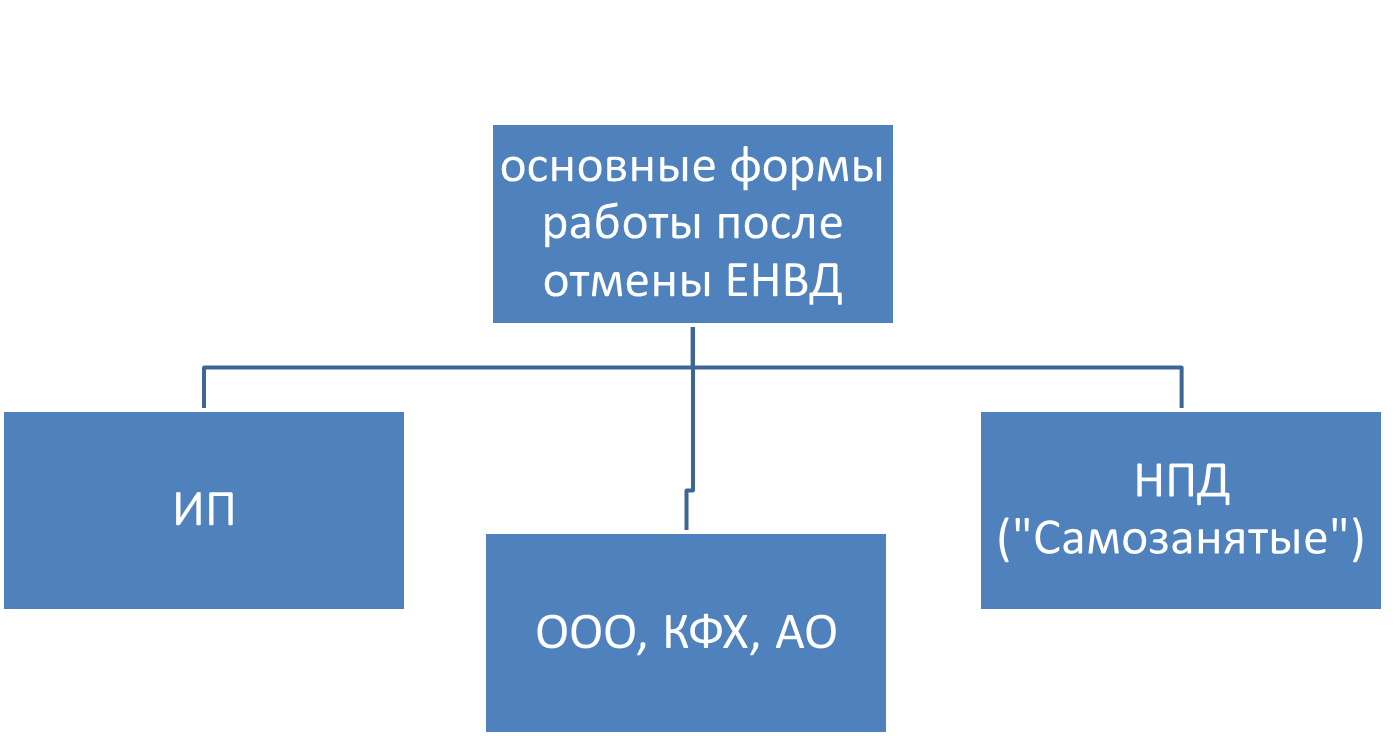 основные формы
работы после
отмены ЕНВД
ИП
ООО, КФХ, АО
НПД
("Самозанятые")